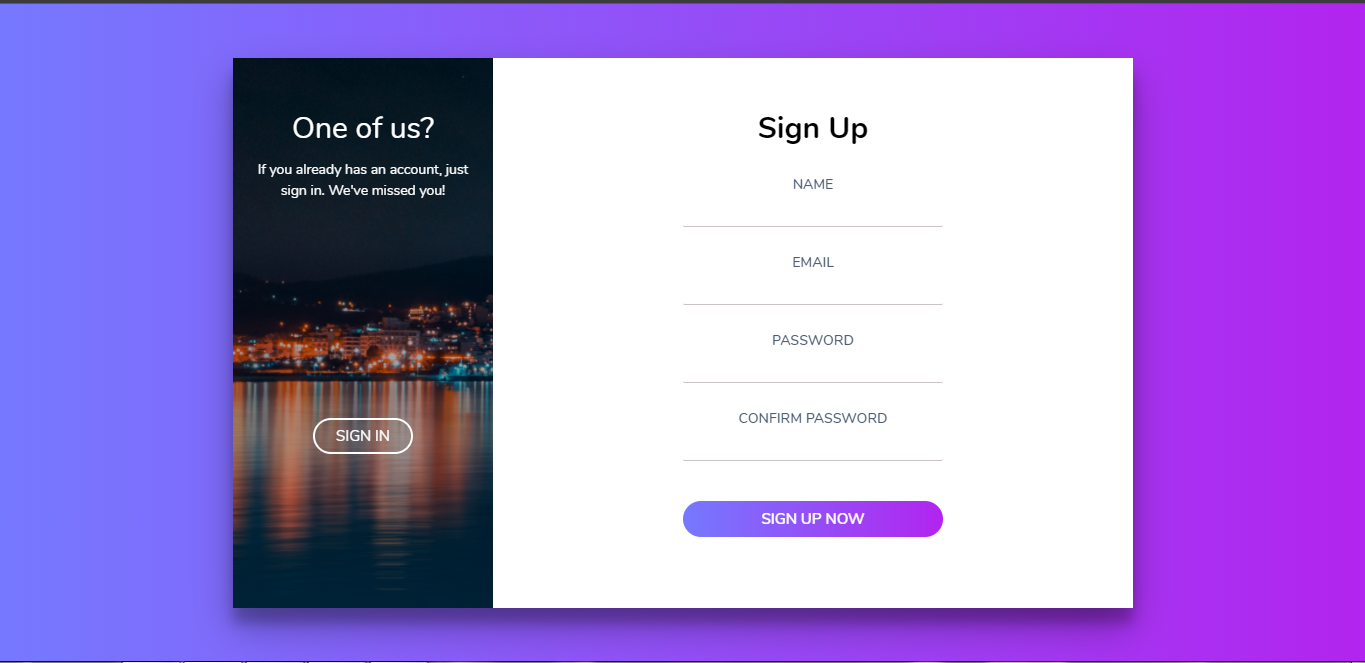 One of us?
If you already has an account, just
sign in. We've missed you!
SIGN IN
Sign Up
NAME
EMAIL
PASSWORD
CONFIRM PASSWORD
SIGN UP NOW